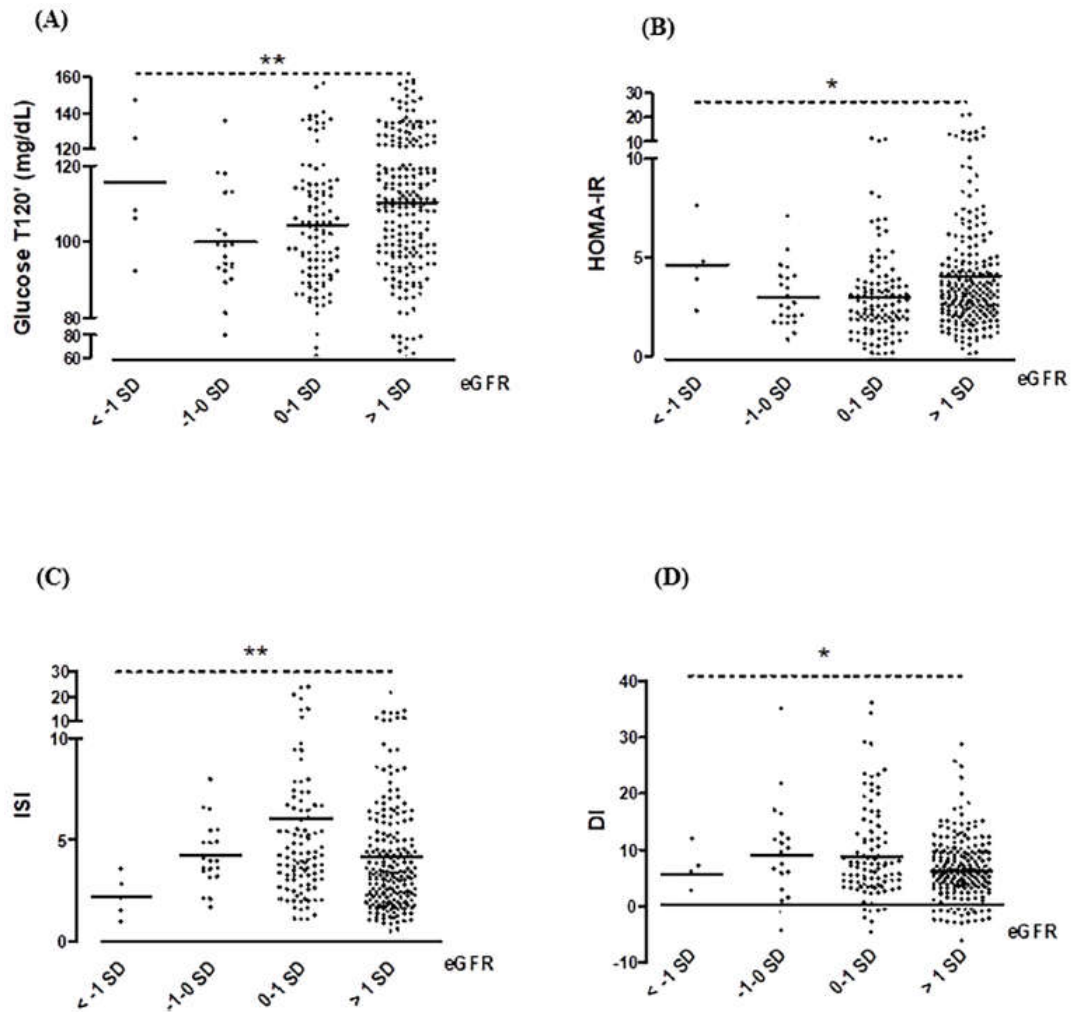 (A)
**
Glucose T120' (mg/dL)
160
140
120
120
100
80
80
60
< -1 SD
-1-0 SD
0-1 SD
> 1 SD
eGFR
(B)
*
HOMA-IR
30
20
10
10
5
0
< -1 SD
-1-0 SD
0-1 SD
> 1 SD
eGFR
(C)
**
ISI
30
20
10
10
5
0
< -1 SD
-1-0 SD
0-1 SD
> 1 SD
eGFR
(D)
*
DI
40
30
20
10
0
-10
< -1 SD
-1-0 SD
0-1 SD
> 1 SD
eGFR